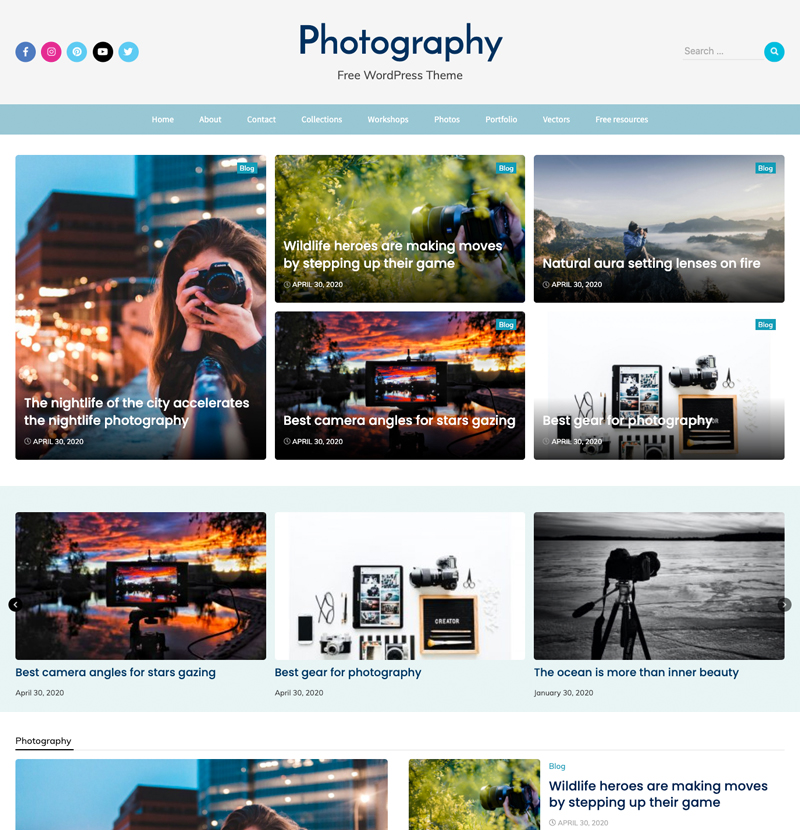 Photography
Free WordPress Theme
Search ...
Home About Contact Collections Workshops Photos Portfolio Vectors Free resources
Blog
The nightlife of the city accelerates
the nightlife photography
APRIL 30, 2020
Blog
Wildlife heroes are making moves
by stepping up their game
APRIL 30, 2020
Blog
Natural aura setting lenses on fire
APRIL 30, 2020
Blog
Best camera angles for stars gazing
APRIL 30, 2020
Blog
Best gear for photography
APRIL 30, 2020
Best camera angles for stars gazing
April 30, 2020
CREATOR
Best gear for photography
April 30, 2020
The ocean is more than inner beauty
January 30, 2020
Photography
Blog
Wildlife heroes are making moves
by stepping up their game
APRIL 30, 2020